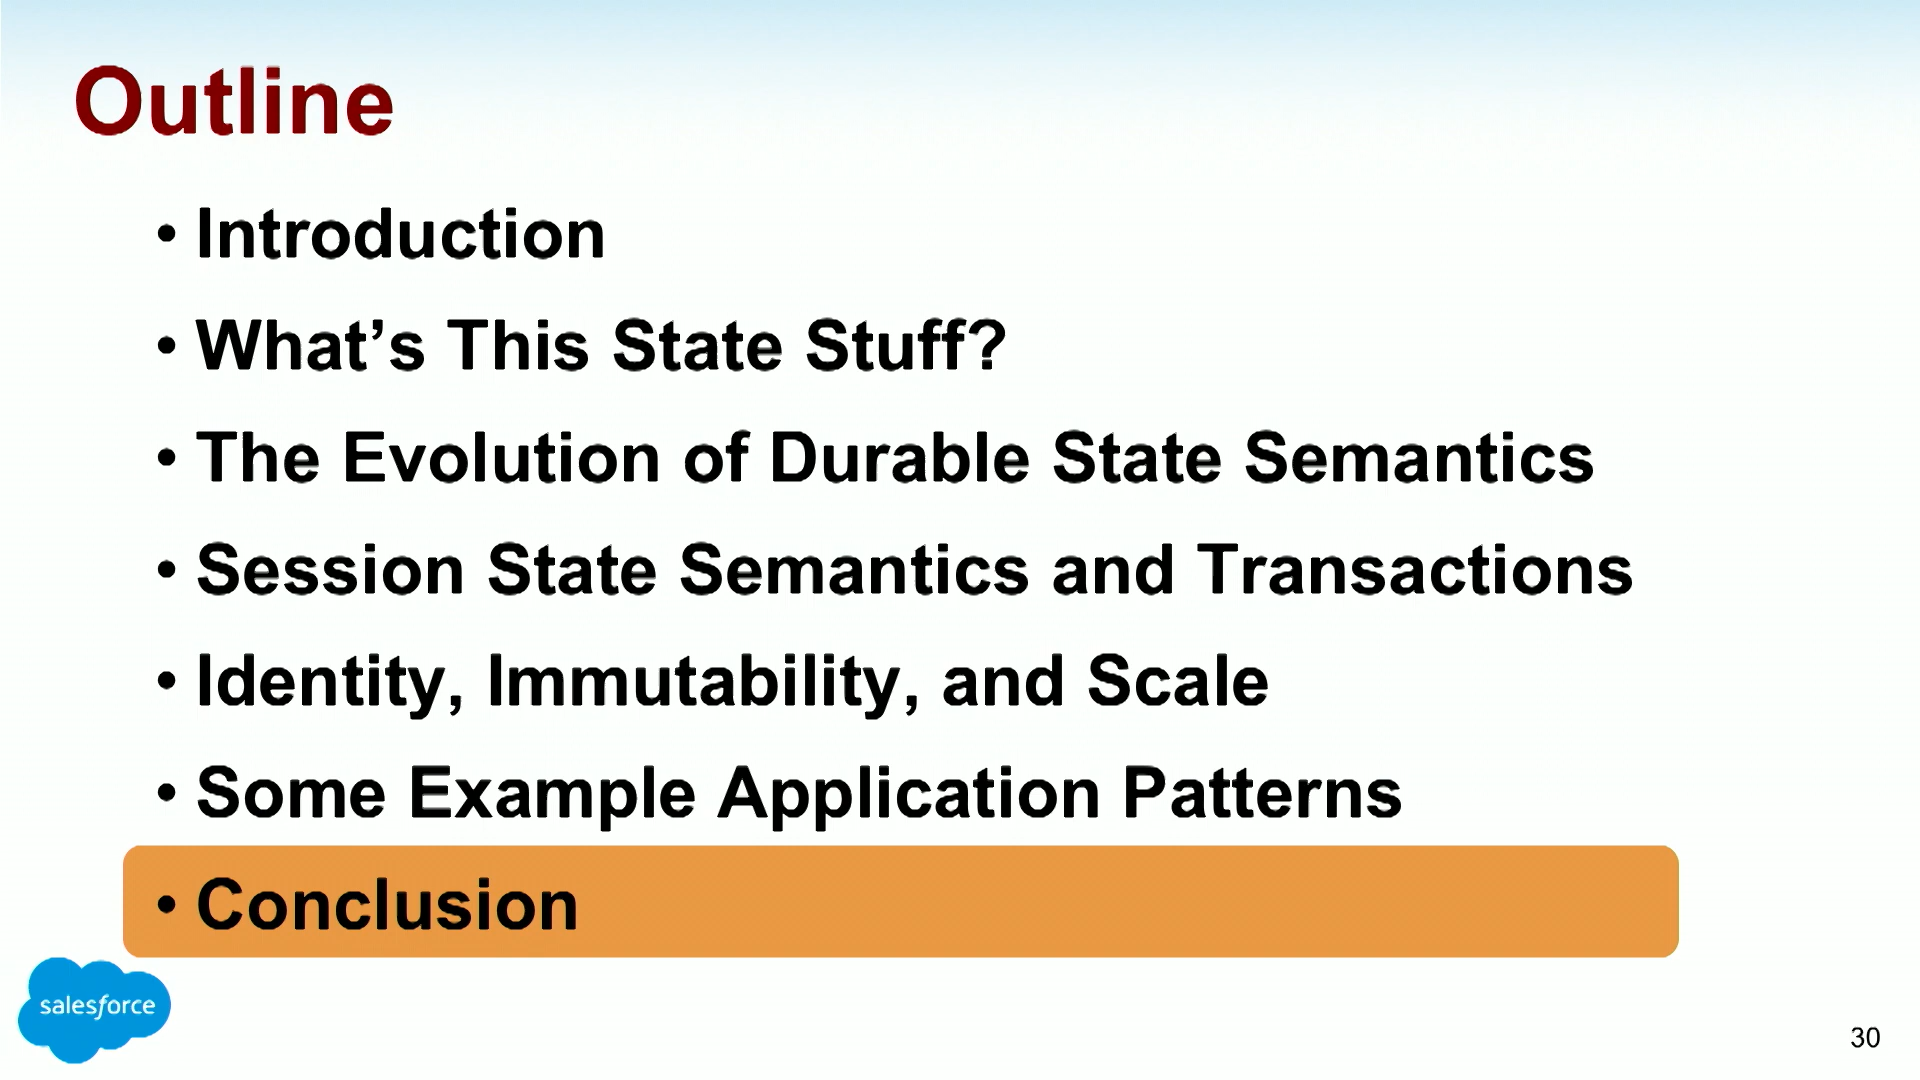 Outline
• Introduction
• What’s This State Stuff?
• The Evolution of Durable State Semantics
• Session State Semantics and Transactions
• Identity, Immutability, and Scale
• Some Example Application Patterns
• Conclusion
salesforce
30